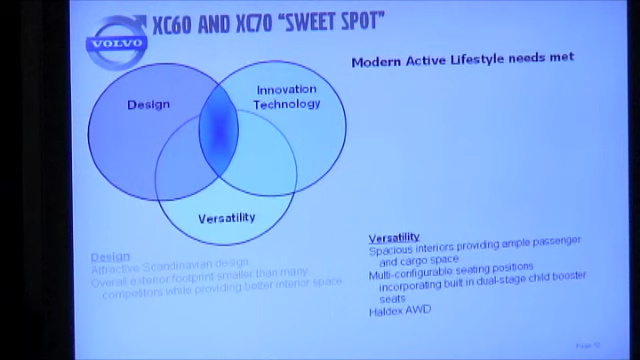 XC60 AND XC70 "SWEET SPOT"
VOLVO
Modern Active Lifestyle needs met
Design
Innovation
Technology
Versatility
Design
Attractive Scandinavian design
Overall exterior footprint smaller than many
competitors while providing better interior space
Versatility
Spacious interiors providing ample passenger
and cargo space
Multi-configurable seating positions
incorporating built in dual-stage child booster
seats
Haldex AWD